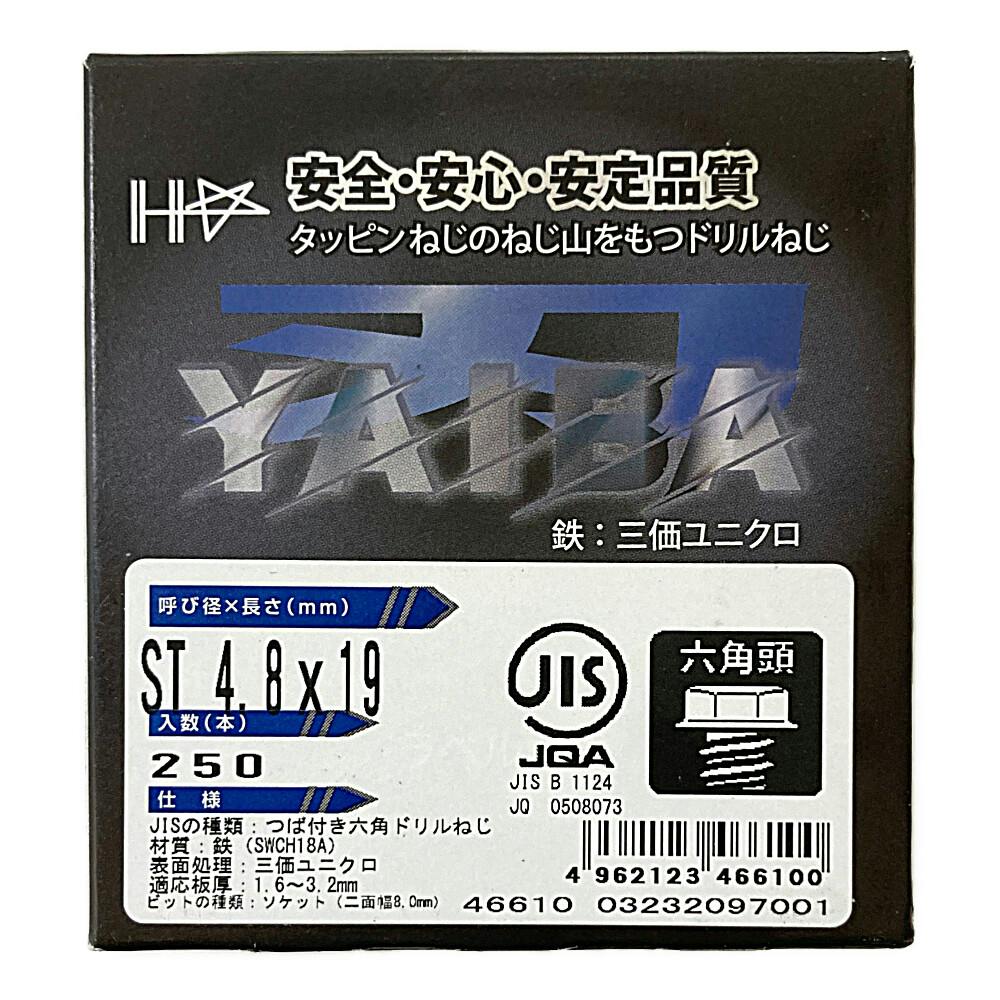 安全・安心・安定品質
タッピンねじのねじ山をもつドリルねじ
YAIBA
鉄：三価ユニクロ
呼び径×長さ(mm)
ST 4.8x19
入数(本)
250
仕 様
JISの種類：つば付き六角ドリルねじ
材質：鉄(SWCH18A)
表面処理：三価ユニクロ
適応板厚：1.6～3.2mm
ビットの種類：ソケット(二面幅8.0mm)
JIS
JQA
JIS B 1124
JQ 0508073
六角頭
4 962123 466100
46610 03232097001